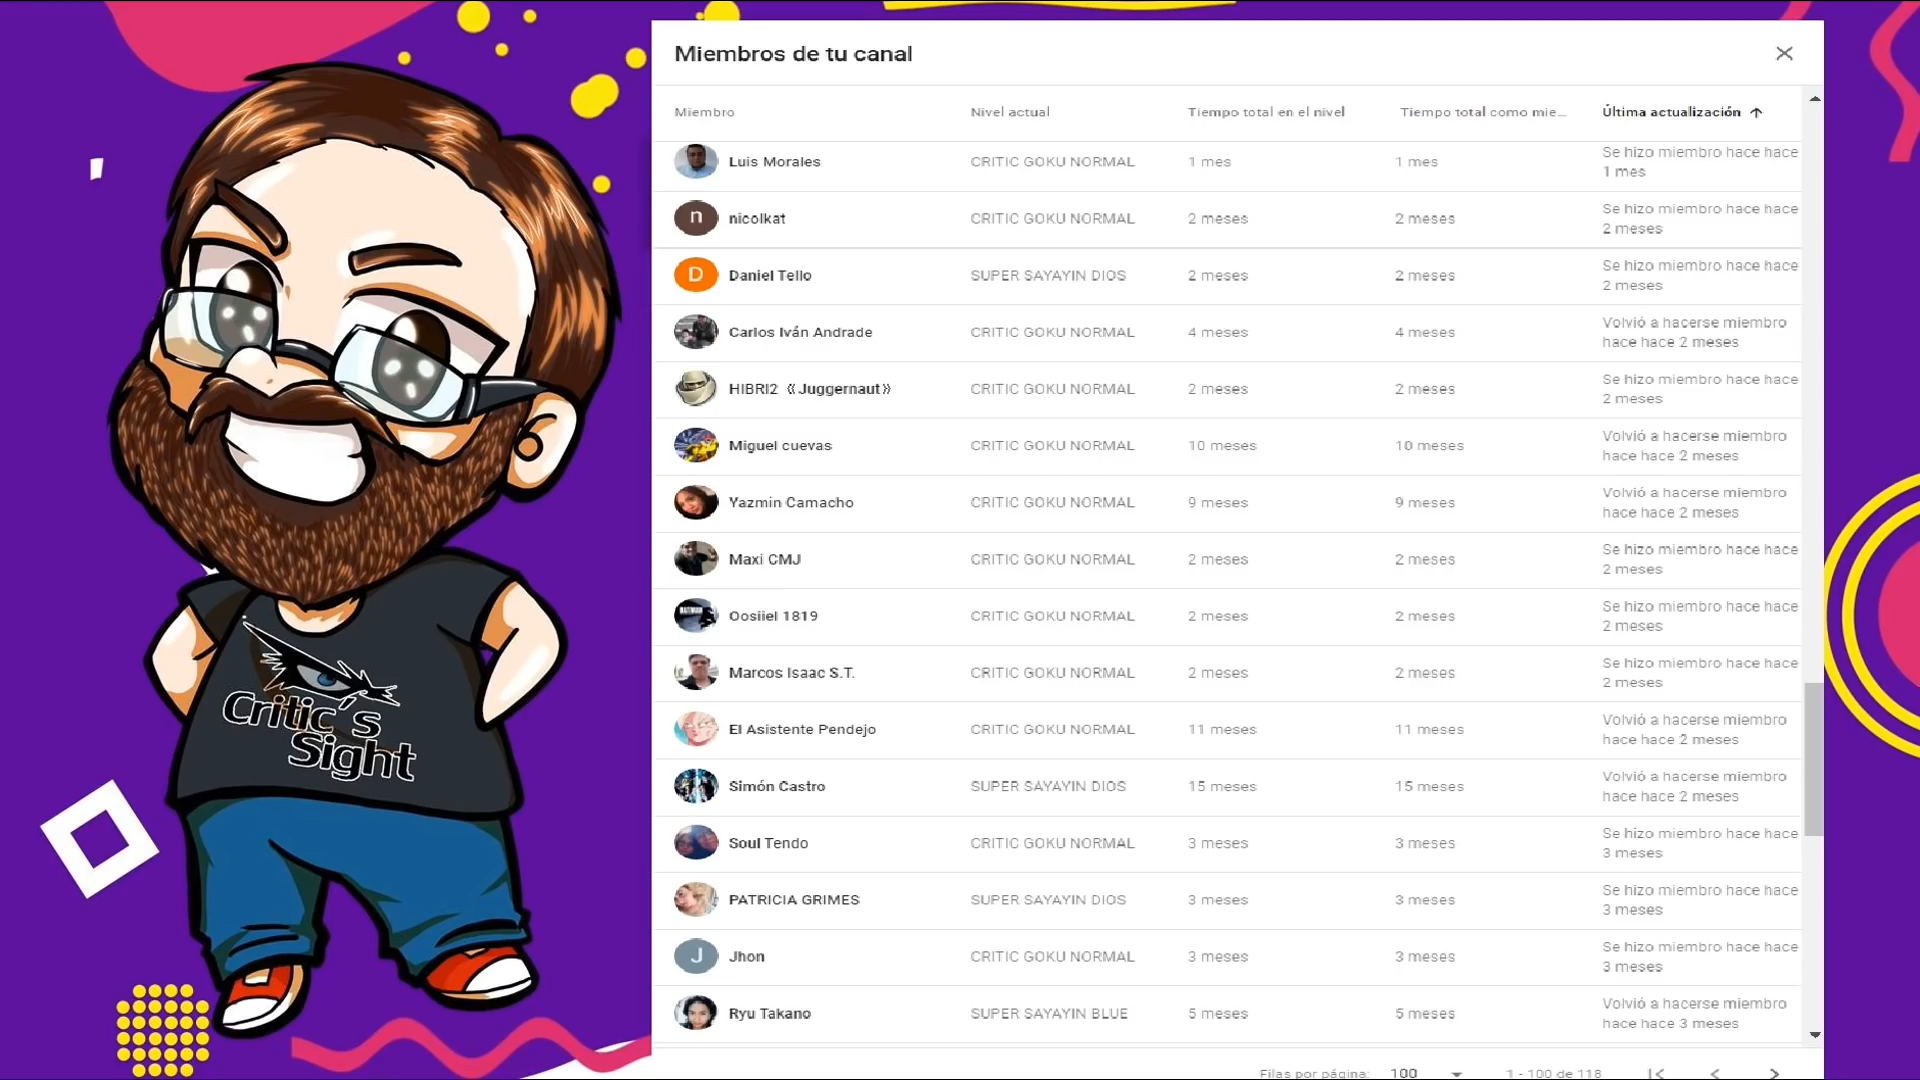 Miembros de tu canal
Miembro Nivel actual Tiempo total en el nivel Tiempo total como mie... Última actualización
Luis Morales CRITIC GOKU NORMAL 1 mes 1 mes Se hizo miembro hace hace
1 mes
n nicolkat CRITIC GOKU NORMAL 2 meses 2 meses Se hizo miembro hace hace
2 meses
D Daniel Tello SUPER SAYAYIN DIOS 2 meses 2 meses Se hizo miembro hace hace
2 meses
Carlos Iván Andrade CRITIC GOKU NORMAL 4 meses 4 meses Volvió a hacerse miembro
hace hace 2 meses
HIBRI2 《Juggernaut》 CRITIC GOKU NORMAL 2 meses 2 meses Se hizo miembro hace hace
2 meses
Miguel cuevas CRITIC GOKU NORMAL 10 meses 10 meses Volvió a hacerse miembro
hace hace 2 meses
Yazmin Camacho CRITIC GOKU NORMAL 9 meses 9 meses Volvió a hacerse miembro
hace hace 2 meses
Maxi CMJ CRITIC GOKU NORMAL 2 meses 2 meses Se hizo miembro hace hace
2 meses
Oosiiel 1819 CRITIC GOKU NORMAL 2 meses 2 meses Se hizo miembro hace hace
2 meses
Marcos Isaac S.T. CRITIC GOKU NORMAL 2 meses 2 meses Se hizo miembro hace hace
2 meses
El Asistente Pendejo CRITIC GOKU NORMAL 11 meses 11 meses Volvió a hacerse miembro
hace hace 2 meses
Simón Castro SUPER SAYAYIN DIOS 15 meses 15 meses Volvió a hacerse miembro
hace hace 2 meses
Soul Tendo CRITIC GOKU NORMAL 3 meses 3 meses Se hizo miembro hace hace
3 meses
PATRICIA GRIMES SUPER SAYAYIN DIOS 3 meses 3 meses Se hizo miembro hace hace
3 meses
J Jhon CRITIC GOKU NORMAL 3 meses 3 meses Se hizo miembro hace hace
3 meses
Ryu Takano SUPER SAYAYIN BLUE 5 meses 5 meses Volvió a hacerse miembro
hace hace 3 meses
Filas por página: 100 1 - 100 de 118
Critic's
Sight